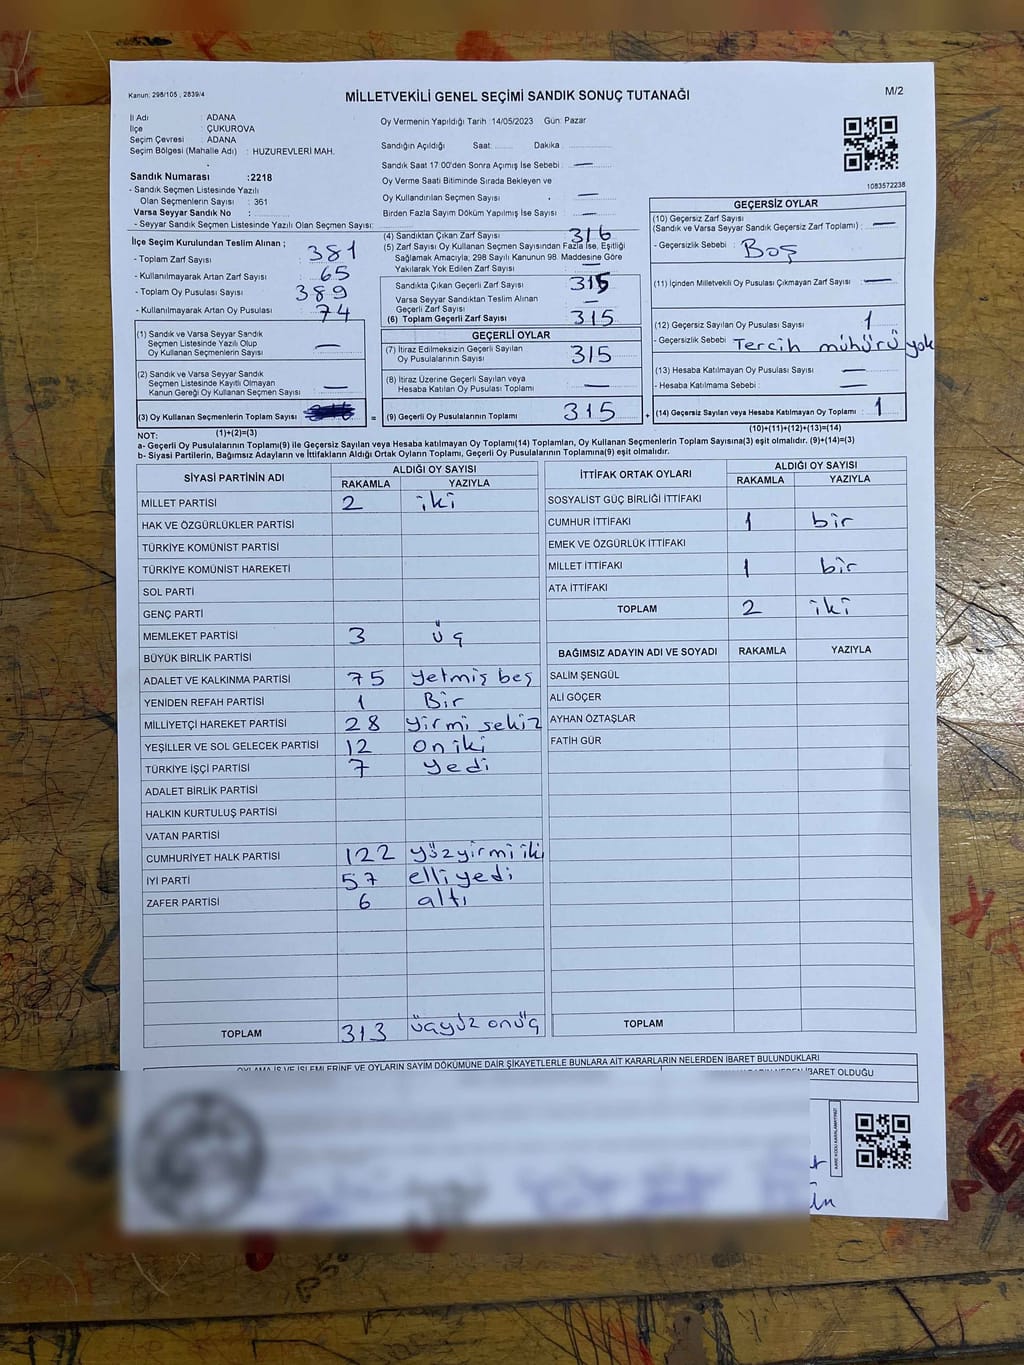 Kanun: 298/105 , 2839/4
MİLLETVEKİLİ GENEL SEÇİMİ SANDIK SONUÇ TUTANAĞI
M/2
İl Adı : ADANA
İlçe : ÇUKUROVA
Seçim Çevresi : ADANA
Seçim Bölgesi (Mahalle Adı) : HUZUREVLERİ MAH.
Sandık Numarası :2218
- Sandık Seçmen Listesinde Yazılı
Olan Seçmenlerin Sayısı : 361
Varsa Seyyar Sandık No :
- Seyyar Sandık Seçmen Listesinde Yazılı Olan Seçmen Sayısı:
İlçe Seçim Kurulundan Teslim Alınan ;
- Toplam Zarf Sayısı 381
- Kullanılmayarak Artan Zarf Sayısı 65
- Toplam Oy Pusulası Sayısı 389
- Kullanılmayarak Artan Oy Pusulası 74
Oy Vermenin Yapıldığı Tarih :14/05/2023 Gün: Pazar
Sandığın Açıldığı Saat: Dakika :
Sandık Saat 17 00'den Sonra Açımış İse Sebebi : —
Oy Verme Saati Bitiminde Sırada Bekleyen ve
Oy Kullandırılan Seçmen Sayısı : —
Birden Fazla Sayım Döküm Yapılmış İse Sayısı : —
(4) Sandıktan Çıkan Zarf Sayısı : 316
(5) Zarf Sayısı Oy Kullanan Seçmen Sayısından Fazla İse, Eşitliği
Sağlamak Amacıyla, 298 Sayılı Kanunun 98. Maddesine Göre
Yakılarak Yok Edilen Zarf Sayısı : —
Sandıkta Çıkan Geçerli Zarf Sayısı : 315
Varsa Seyyar Sandıktan Teslim Alınan
Geçerli Zarf Sayısı : —
(6) Toplam Geçerli Zarf Sayısı : 315
1083572238
GEÇERSİZ OYLAR
(10) Geçersiz Zarf Sayısı
(Sandık ve Varsa Seyyar Sandık Geçersiz Zarf Toplamı) : —
- Geçersizlik Sebebi : Boş
(11) İçinden Milletvekili Oy Pusulası Çıkmayan Zarf Sayısı : —
(12) Geçersiz Sayılan Oy Pusulası Sayısı : 1
- Geçersizlik Sebebi : Tercih mühürü yok
(13) Hesaba Katılmayan Oy Pusulası Sayısı : —
- Hesaba Katılmama Sebebi : —
(14) Geçersiz Sayılan veya Hesaba Katılmayan Oy Toplamı : 1
(10)+(11)+(12)+(13)=(14)
(1) Sandık ve Varsa Seyyar Sandık
Seçmen Listesinde Yazılı Olup
Oy Kullanan Seçmenlerin Sayısı —
(2) Sandık ve Varsa Seyyar Sandık
Seçmen Listesinde Kayıtlı Olmayan
Kanun Gereği Oy Kullanan Seçmen Sayısı —
(3) Oy Kullanan Seçmenlerin Toplam Sayısı =
(1)+(2)=(3)
GEÇERLİ OYLAR
(7) İtiraz Edilmeksizin Geçerli Sayılan
Oy Pusulalarının Sayısı : 315
(8) İtiraz Üzerine Geçerli Sayılan veya
Hesaba Katılan Oy Pusulası Toplamı : —
(9) Geçerli Oy Pusulalarının Toplamı : 315 +
NOT:
a- Geçerli Oy Pusulalarının Toplamı(9) ile Geçersiz Sayılan veya Hesaba katılmayan Oy Toplamı(14) Toplamları, Oy Kullanan Seçmenlerin Toplam Sayısına(3) eşit olmalıdır. (9)+(14)=(3)
b- Siyasi Partilerin, Bağımsız Adayların ve İttifakların Aldığı Ortak Oyların Toplamı, Geçerli Oy Pusulalarının Toplamına(9) eşit olmalıdır.
SİYASİ PARTİNİN ADI ALDIĞI OY SAYISI
RAKAMLA YAZIYLA
MİLLET PARTİSİ 2 iki
HAK VE ÖZGÜRLÜKLER PARTİSİ
TÜRKİYE KOMÜNİST PARTİSİ
TÜRKİYE KOMÜNİST HAREKETİ
SOL PARTİ
GENÇ PARTİ
MEMLEKET PARTİSİ 3 üç
BÜYÜK BİRLİK PARTİSİ
ADALET VE KALKINMA PARTİSİ 75 yetmiş beş
YENİDEN REFAH PARTİSİ 1 Bir
MİLLİYETÇİ HAREKET PARTİSİ 28 yirmi sekiz
YEŞİLLER VE SOL GELECEK PARTİSİ 12 on iki
TÜRKİYE İŞÇİ PARTİSİ 7 yedi
ADALET BİRLİK PARTİSİ
HALKIN KURTULUŞ PARTİSİ
VATAN PARTİSİ
CUMHURİYET HALK PARTİSİ 122 yüz yirmi iki
İYİ PARTİ 57 elli yedi
ZAFER PARTİSİ 6 altı
TOPLAM 313 üçyüz onüç
İTTİFAK ORTAK OYLARI ALDIĞI OY SAYISI
RAKAMLA YAZIYLA
SOSYALİST GÜÇ BİRLİĞİ İTTİFAKI
CUMHUR İTTİFAKI 1 bir
EMEK VE ÖZGÜRLÜK İTTİFAKI
MİLLET İTTİFAKI 1 bir
ATA İTTİFAKI
TOPLAM 2 iki
BAĞIMSIZ ADAYIN ADI VE SOYADI RAKAMLA YAZIYLA
SALİM ŞENGÜL
ALİ GÖÇER
AYHAN ÖZTAŞLAR
FATİH GÜR
TOPLAM
OYLAMA İŞ VE İŞLEMLERİNE VE OYLARIN SAYIM DÖKÜMÜNE DAİR ŞİKAYETLERLE BUNLARA AİT KARARLARIN NELERDEN İBARET BULUNDUKLARI
İBARET OLDUĞU
KARE KODU KARALAMAYINIZ!